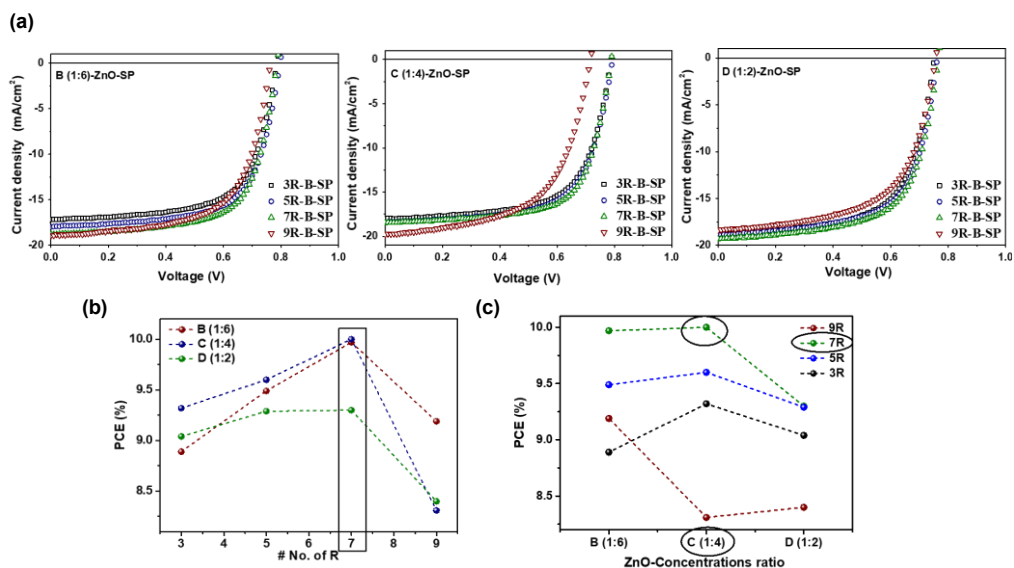 (a)
B (1:6)-ZnO-SP
Current density (mA/cm²)
0
-5
-10
-15
-20
3R-B-SP
5R-B-SP
7R-B-SP
9R-B-SP
0.0 0.2 0.4 0.6 0.8 1.0
Voltage (V)
C (1:4)-ZnO-SP
Current density (mA/cm²)
0
-5
-10
-15
-20
3R-B-SP
5R-B-SP
7R-B-SP
9R-B-SP
0.0 0.2 0.4 0.6 0.8 1.0
Voltage (V)
D (1:2)-ZnO-SP
Current density (mA/cm²)
0
-5
-10
-15
-20
3R-B-SP
5R-B-SP
7R-B-SP
9R-B-SP
0.0 0.2 0.4 0.6 0.8 1.0
Voltage (V)
(b)
B (1:6)
C (1:4)
D (1:2)
PCE (%)
10.0
9.5
9.0
8.5
3 4 5 6 7 8 9
# No. of R
(c)
9R
7R
5R
3R
PCE (%)
10.0
9.5
9.0
8.5
B (1:6) C (1:4) D (1:2)
ZnO-Concentrations ratio